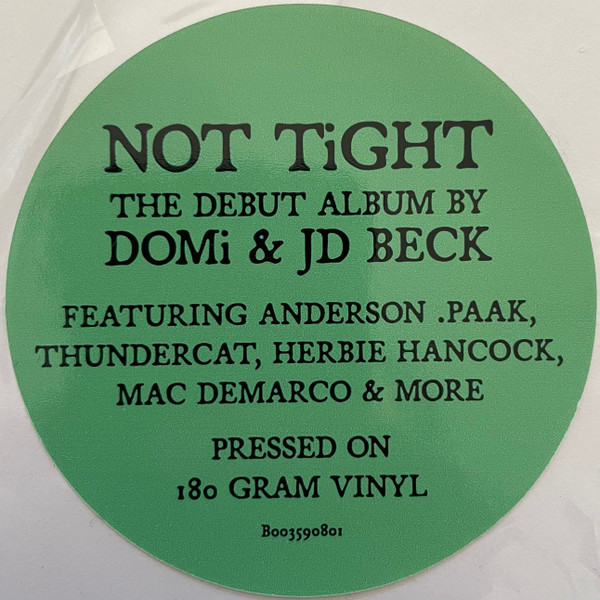 NOT TiGHT
THE DEBUT ALBUM BY
DOMi & JD BECK
FEATURING ANDERSON .PAAK,
THUNDERCAT, HERBIE HANCOCK,
MAC DEMARCO & MORE
PRESSED ON
180 GRAM VINYL
B003590801